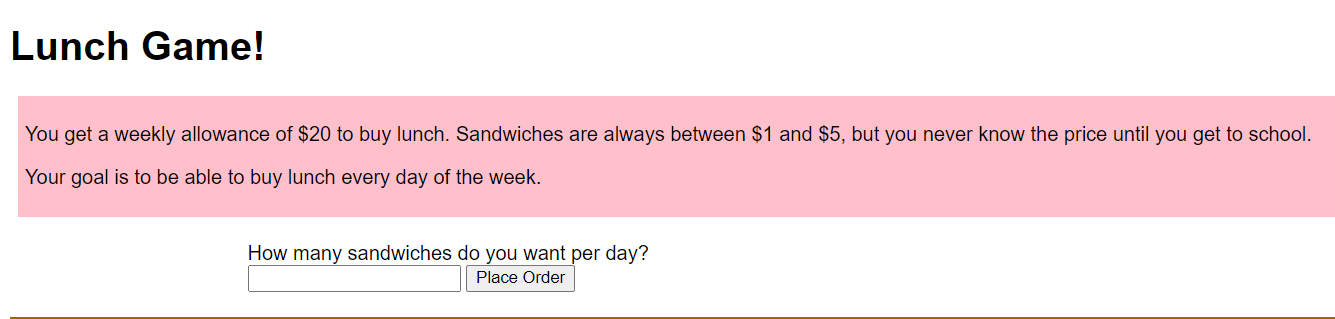 Lunch Game!
You get a weekly allowance of $20 to buy lunch. Sandwiches are always between $1 and $5, but you never know the price until you get to school.
Your goal is to be able to buy lunch every day of the week.
How many sandwiches do you want per day?
Place Order